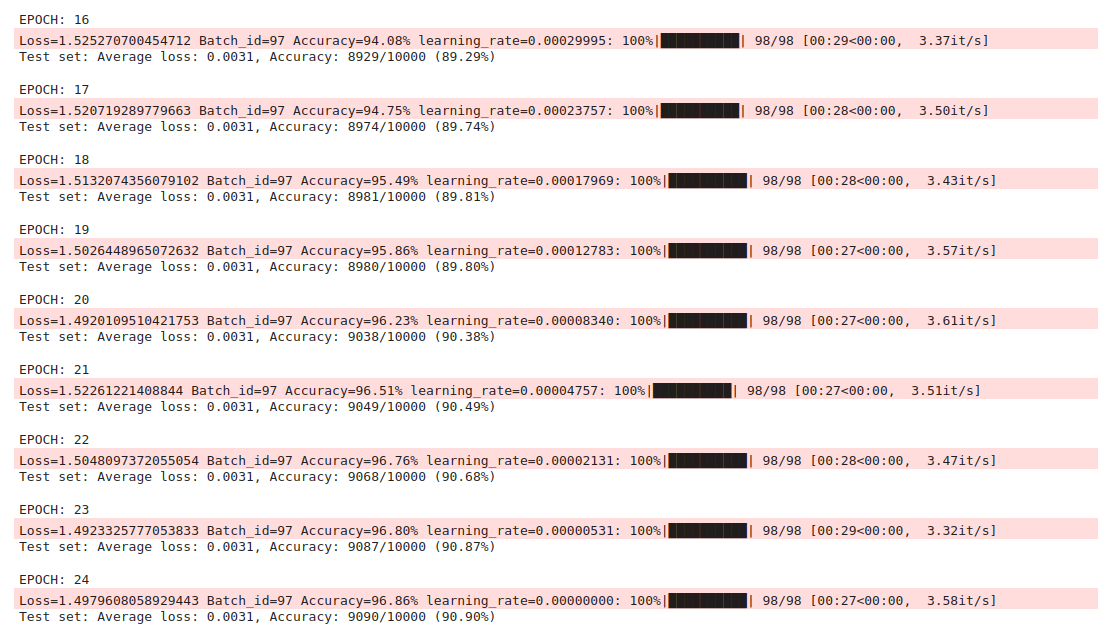 EPOCH: 16
Loss=1.525270700454712 Batch_id=97 Accuracy=94.08% learning_rate=0.00029995: 100%|██████████| 98/98 [00:29<00:00,  3.37it/s]
Test set: Average loss: 0.0031, Accuracy: 8929/10000 (89.29%)
EPOCH: 17
Loss=1.520719289779663 Batch_id=97 Accuracy=94.75% learning_rate=0.00023757: 100%|██████████| 98/98 [00:28<00:00,  3.50it/s]
Test set: Average loss: 0.0031, Accuracy: 8974/10000 (89.74%)
EPOCH: 18
Loss=1.5132074356079102 Batch_id=97 Accuracy=95.49% learning_rate=0.00017969: 100%|██████████| 98/98 [00:28<00:00,  3.43it/s]
Test set: Average loss: 0.0031, Accuracy: 8981/10000 (89.81%)
EPOCH: 19
Loss=1.5026448965072632 Batch_id=97 Accuracy=95.86% learning_rate=0.00012783: 100%|██████████| 98/98 [00:27<00:00,  3.57it/s]
Test set: Average loss: 0.0031, Accuracy: 8980/10000 (89.80%)
EPOCH: 20
Loss=1.4920109510421753 Batch_id=97 Accuracy=96.23% learning_rate=0.00008340: 100%|██████████| 98/98 [00:27<00:00,  3.61it/s]
Test set: Average loss: 0.0031, Accuracy: 9038/10000 (90.38%)
EPOCH: 21
Loss=1.52261221408844 Batch_id=97 Accuracy=96.51% learning_rate=0.00004757: 100%|██████████| 98/98 [00:27<00:00,  3.51it/s]
Test set: Average loss: 0.0031, Accuracy: 9049/10000 (90.49%)
EPOCH: 22
Loss=1.5048097372055054 Batch_id=97 Accuracy=96.76% learning_rate=0.00002131: 100%|██████████| 98/98 [00:28<00:00,  3.47it/s]
Test set: Average loss: 0.0031, Accuracy: 9068/10000 (90.68%)
EPOCH: 23
Loss=1.4923325777053833 Batch_id=97 Accuracy=96.80% learning_rate=0.00000531: 100%|██████████| 98/98 [00:29<00:00,  3.32it/s]
Test set: Average loss: 0.0031, Accuracy: 9087/10000 (90.87%)
EPOCH: 24
Loss=1.4979608058929443 Batch_id=97 Accuracy=96.86% learning_rate=0.00000000: 100%|██████████| 98/98 [00:27<00:00,  3.58it/s]
Test set: Average loss: 0.0031, Accuracy: 9090/10000 (90.90%)